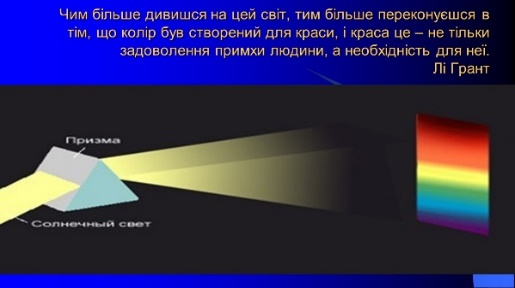 Чим більше дивишся на цей світ, тим більше переконуєшся в
тім, що колір був створений для краси, і краса це – не тільки
задоволення примхи людини, а необхідність для неї.
Лі Грант
Призма
Солнечный свет